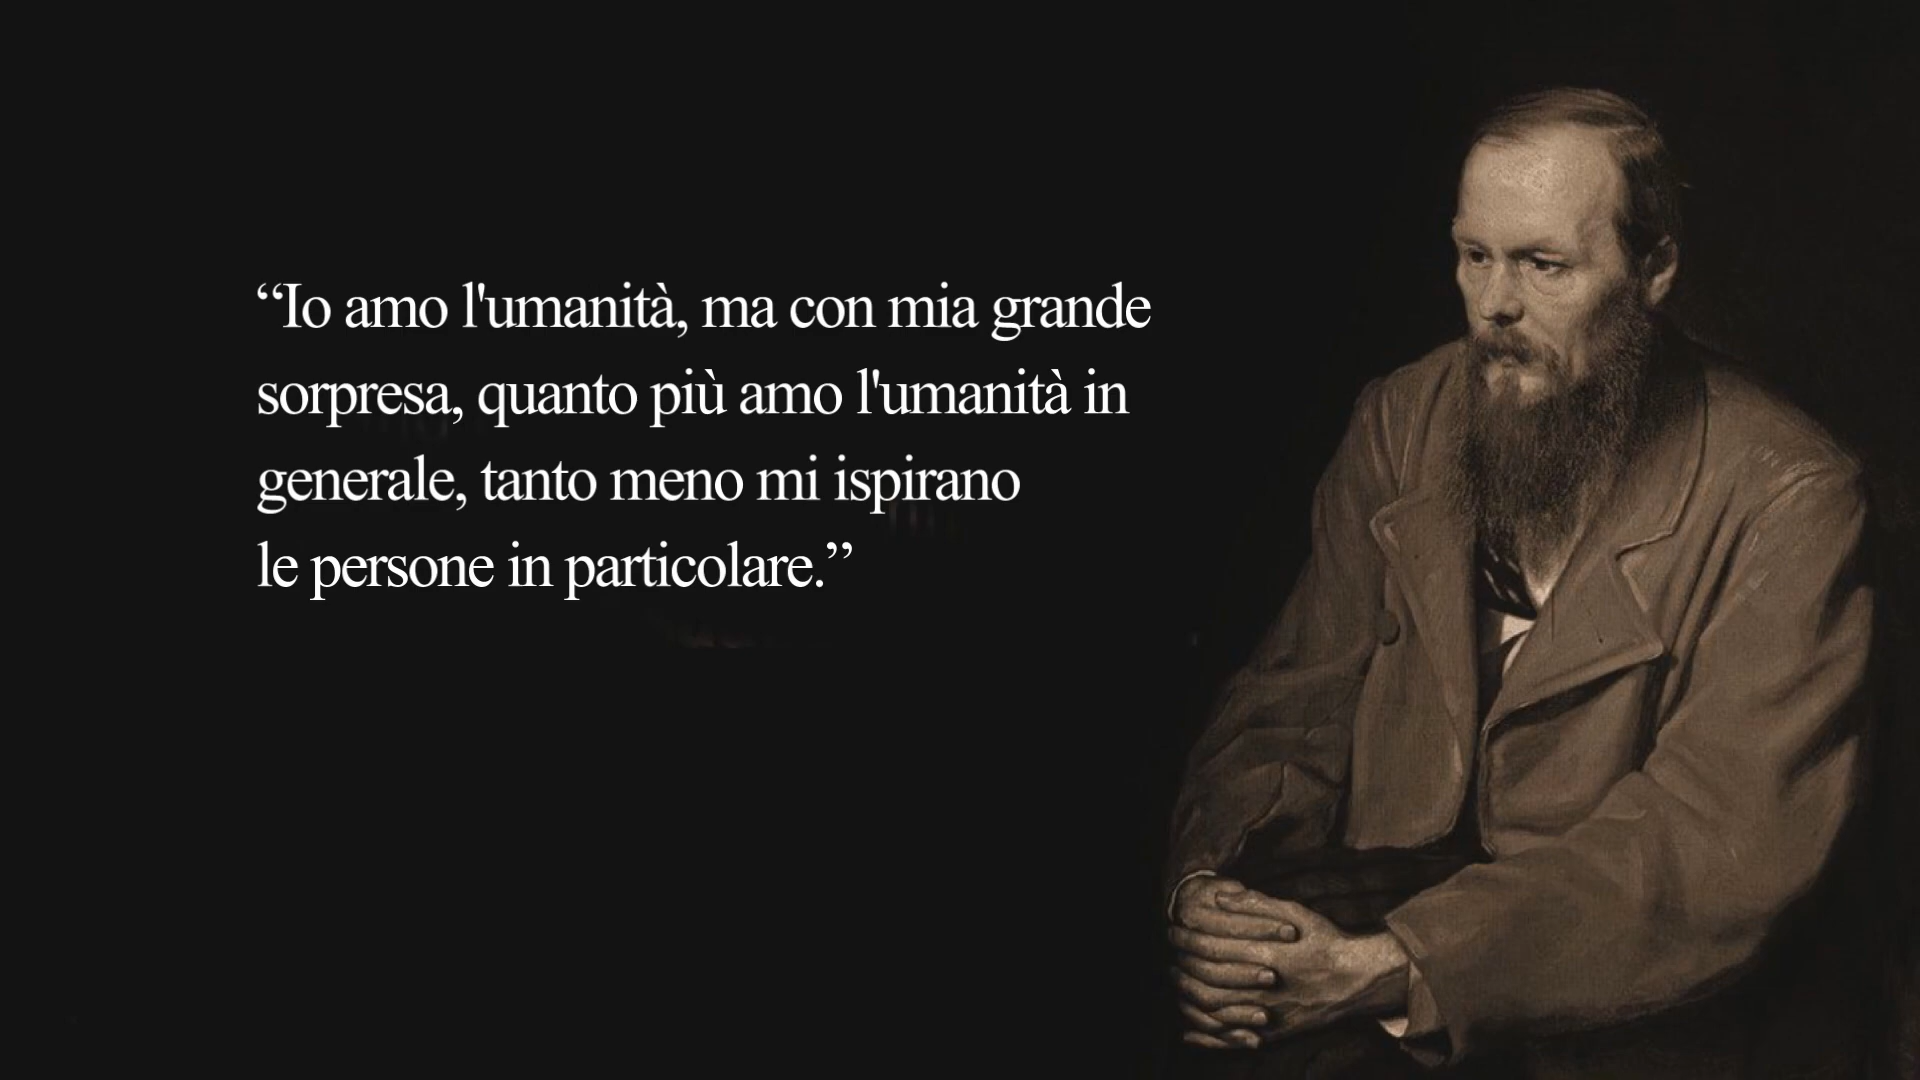 “Io amo l'umanità, ma con mia grande
sorpresa, quanto più amo l'umanità in
generale, tanto meno mi ispirano
le persone in particolare.”